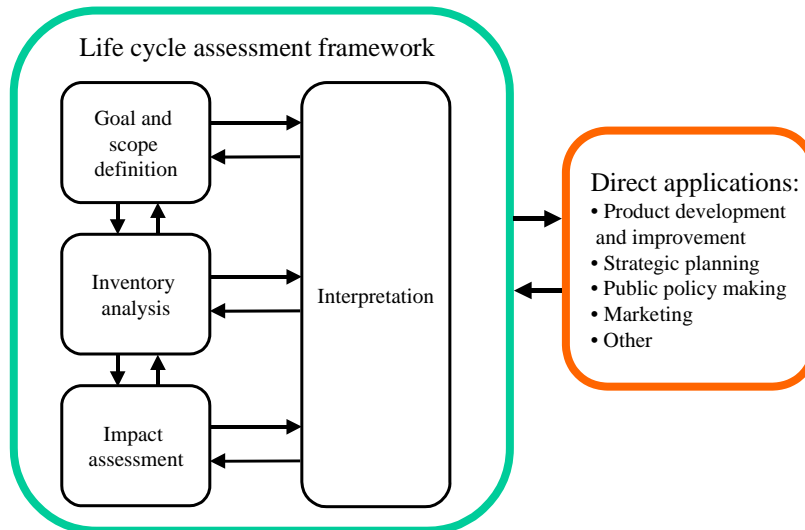 Life cycle assessment framework
Goal and
scope
definition
Inventory
analysis
Impact
assessment
Interpretation
Direct applications:
• Product development
and improvement
• Strategic planning
• Public policy making
• Marketing
• Other